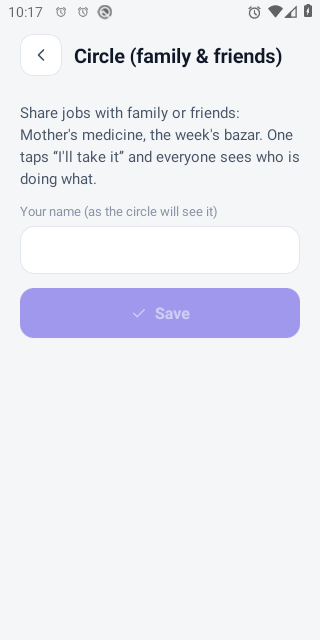 10:17
Circle (family & friends)
Share jobs with family or friends:
Mother's medicine, the week's bazar. One
taps “I'll take it” and everyone sees who is
doing what.
Your name (as the circle will see it)
Save